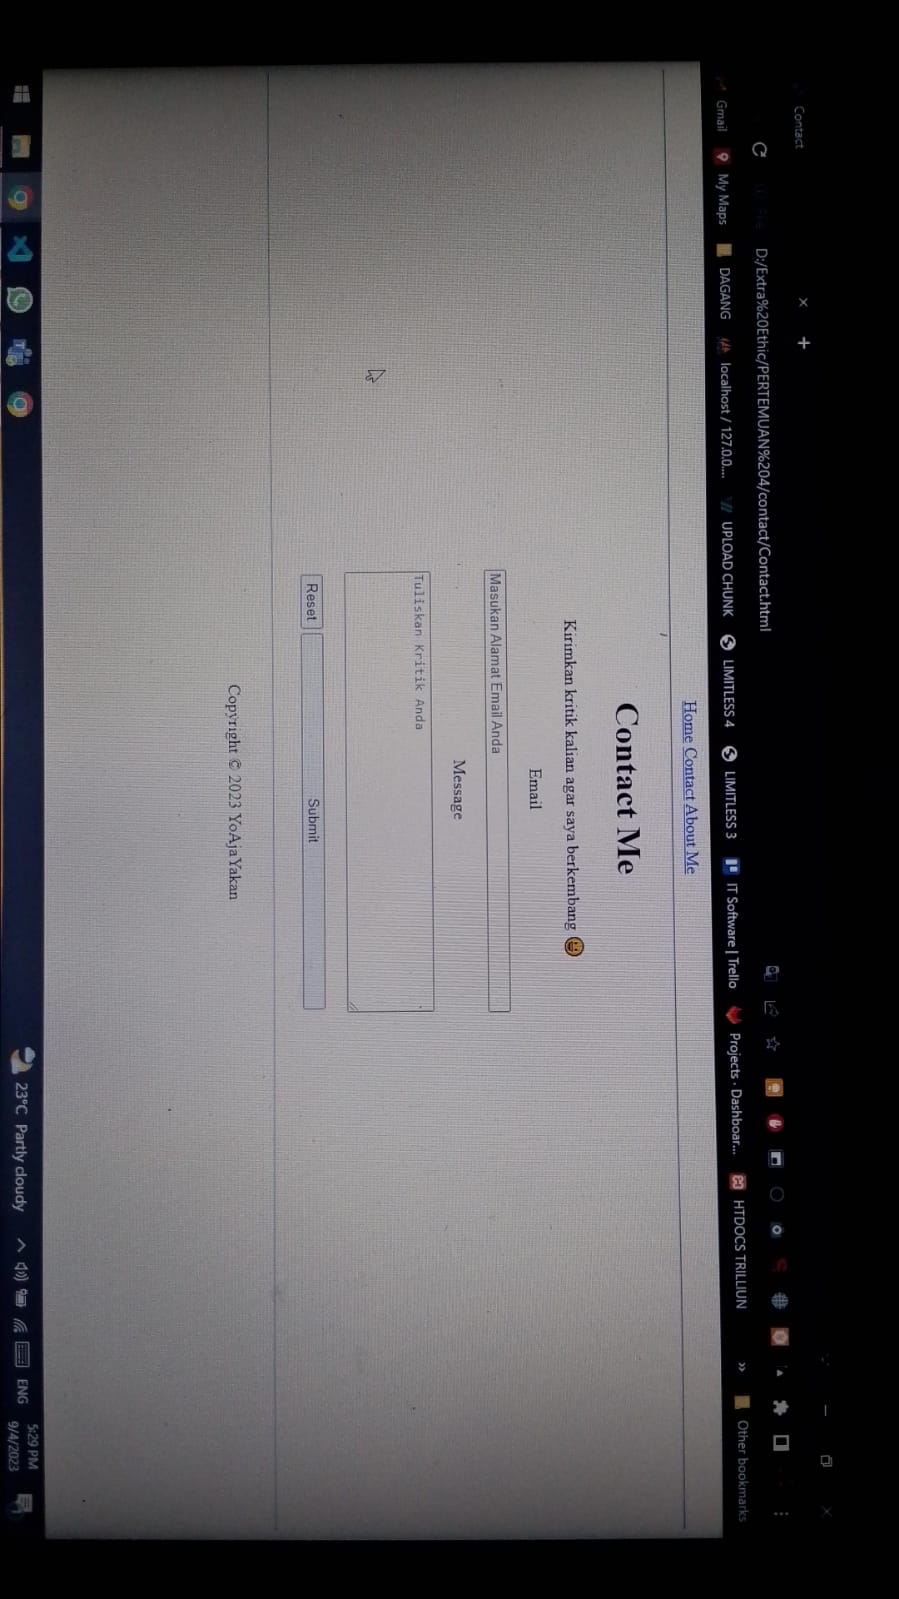 Contact
D:/Extra%20Ethic/PERTEMUAN%204/contact/Contact.html
Gmail My Maps DAGANG localhost / 127.0.0.... UPLOAD CHUNK LIMITLESS 4 LIMITLESS 3 IT Software | Trello Projects · Dashboar... HTDOCS TRILLIUN » Other bookmarks
Home Contact About Me
Contact Me
Kirimkan kritik kalian agar saya berkembang 😀
Email
Masukan Alamat Email Anda
Message
Tuliskan Kritik Anda
Reset Submit
Copyright © 2023 YoAjaYakan
23°C Partly cloudy ENG
5:29 PM
9/4/2023